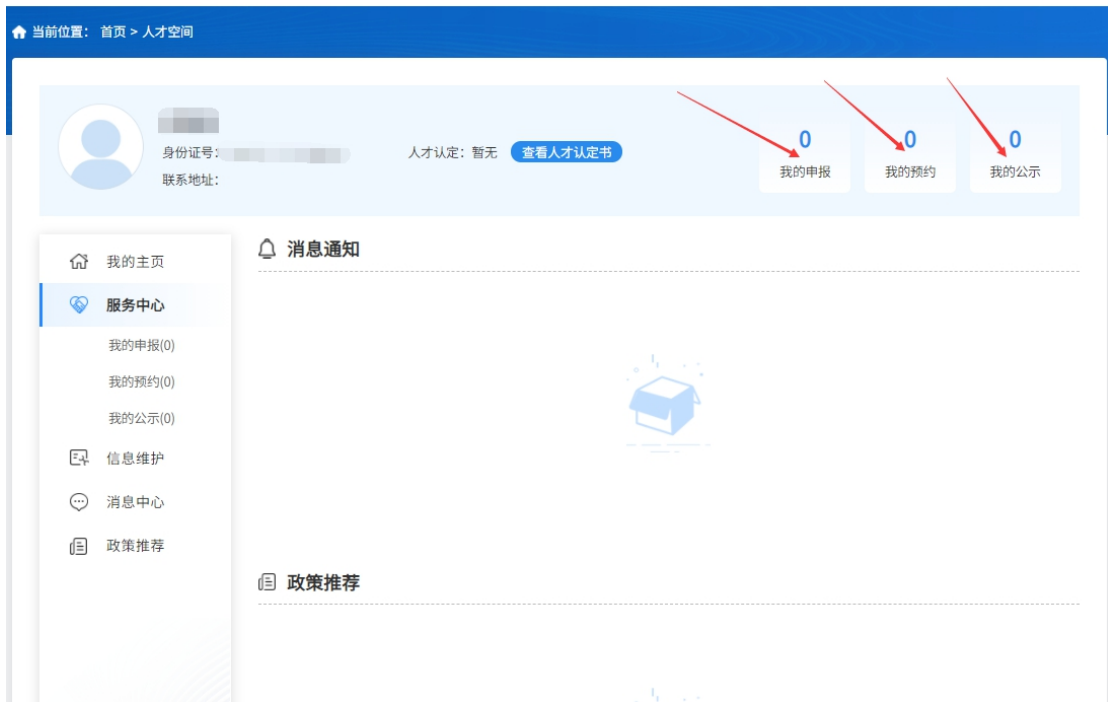 当前位置： 首页 > 人才空间
身份证号:
人才认定: 暂无 查看人才认定书
联系地址:
0 0 0
我的申报 我的预约 我的公示
我的主页
服务中心
我的申报(0)
我的预约(0)
我的公示(0)
信息维护
消息中心
政策推荐
消息通知
政策推荐